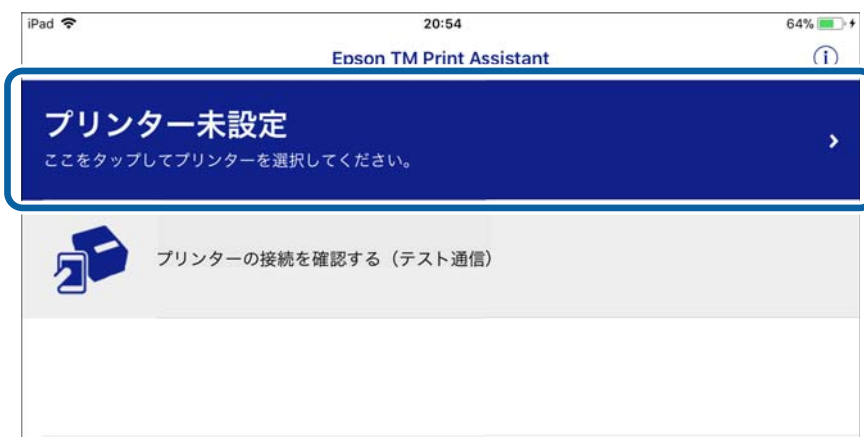 iPad 20:54 64%
Epson TM Print Assistant
プリンター未設定
ここをタップしてプリンターを選択してください。
プリンターの接続を確認する（テスト通信）